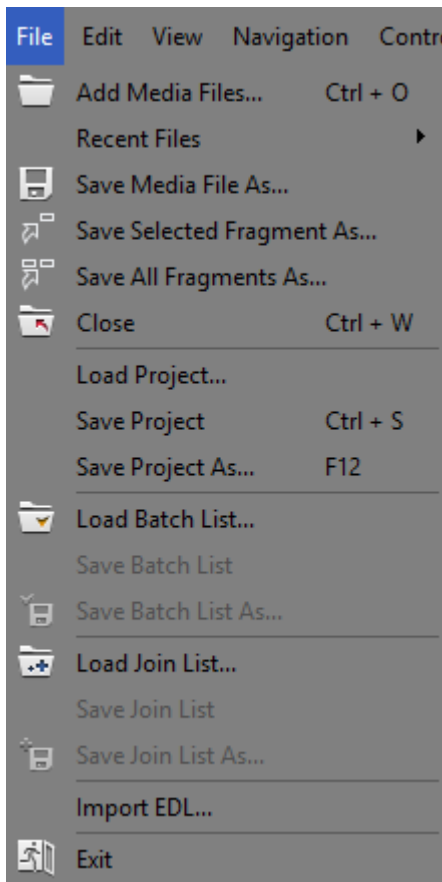 File Edit View Navigation Contr
Add Media Files... Ctrl + O
Recent Files
Save Media File As...
Save Selected Fragment As...
Save All Fragments As...
Close Ctrl + W
Load Project...
Save Project Ctrl + S
Save Project As... F12
Load Batch List...
Save Batch List
Save Batch List As...
Load Join List...
Save Join List
Save Join List As...
Import EDL...
Exit